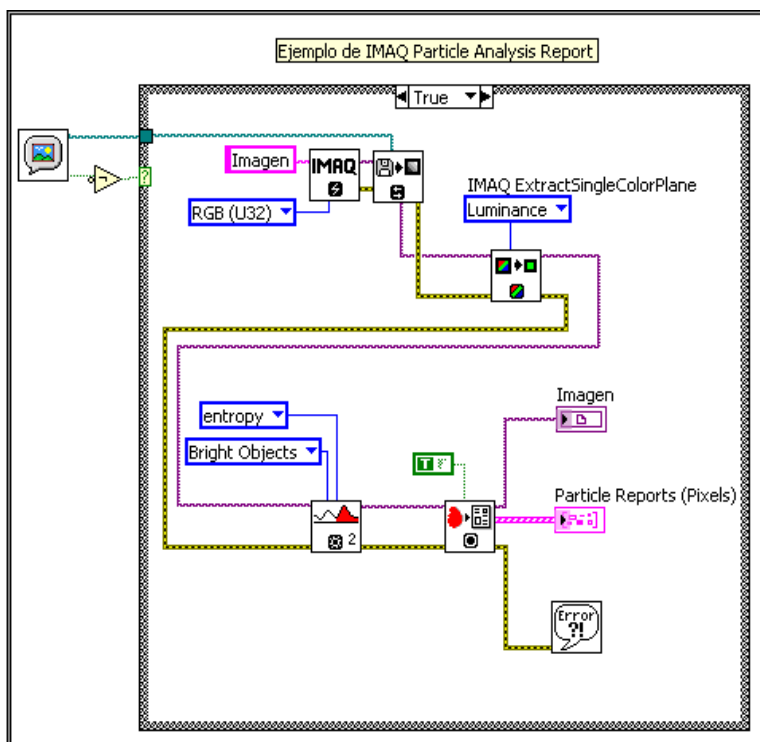 Ejemplo de IMAQ Particle Analysis Report
True
?
Imagen
IMAQ
RGB (U32)
IMAQ ExtractSingleColorPlane
Luminance
entropy
Bright Objects
2
T
Imagen
Particle Reports (Pixels)
Error
?!